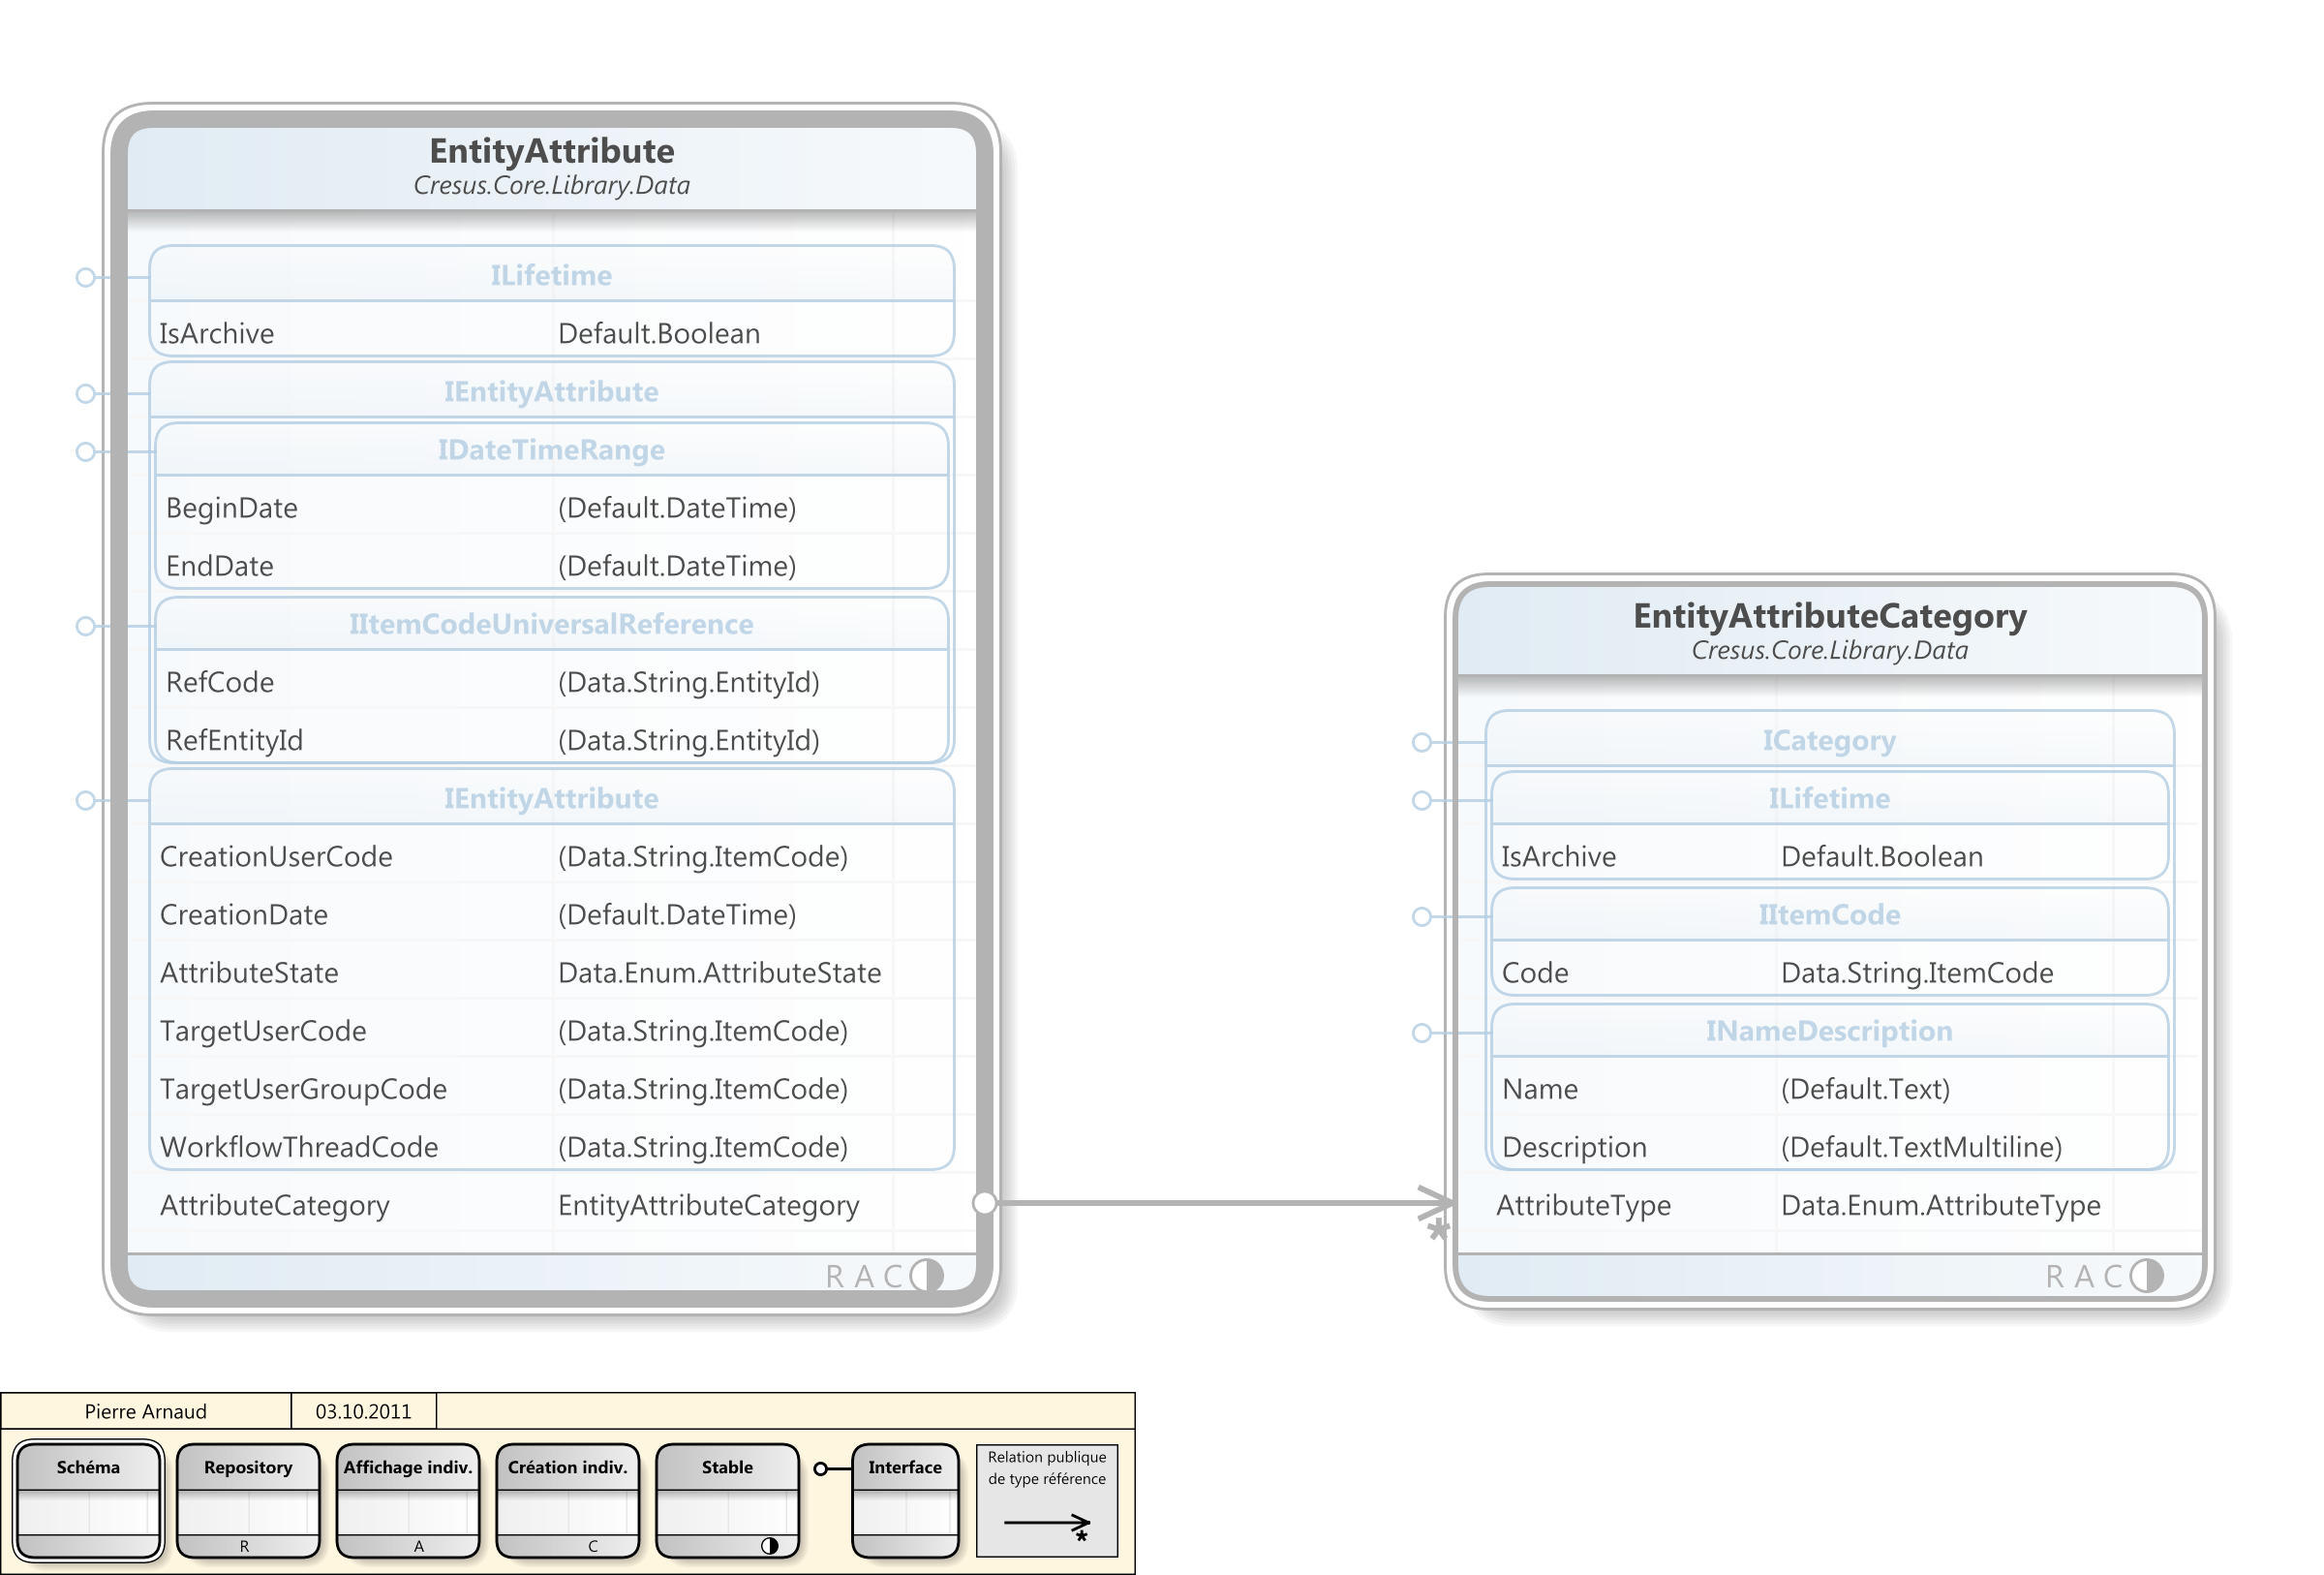 EntityAttribute
Cresus.Core.Library.Data
ILifetime
IsArchive Default.Boolean
IEntityAttribute
IDateTimeRange
BeginDate (Default.DateTime)
EndDate (Default.DateTime)
IItemCodeUniversalReference
RefCode (Data.String.EntityId)
RefEntityId (Data.String.EntityId)
IEntityAttribute
CreationUserCode (Data.String.ItemCode)
CreationDate (Default.DateTime)
AttributeState Data.Enum.AttributeState
TargetUserCode (Data.String.ItemCode)
TargetUserGroupCode (Data.String.ItemCode)
WorkflowThreadCode (Data.String.ItemCode)
AttributeCategory EntityAttributeCategory
R A C
EntityAttributeCategory
Cresus.Core.Library.Data
ICategory
ILifetime
IsArchive Default.Boolean
IItemCode
Code Data.String.ItemCode
INameDescription
Name (Default.Text)
Description (Default.TextMultiline)
AttributeType Data.Enum.AttributeType
*
R A C
Pierre Arnaud 03.10.2011
Schéma
Repository
R
Affichage indiv.
A
Création indiv.
C
Stable
Interface
Relation publique
de type référence
*